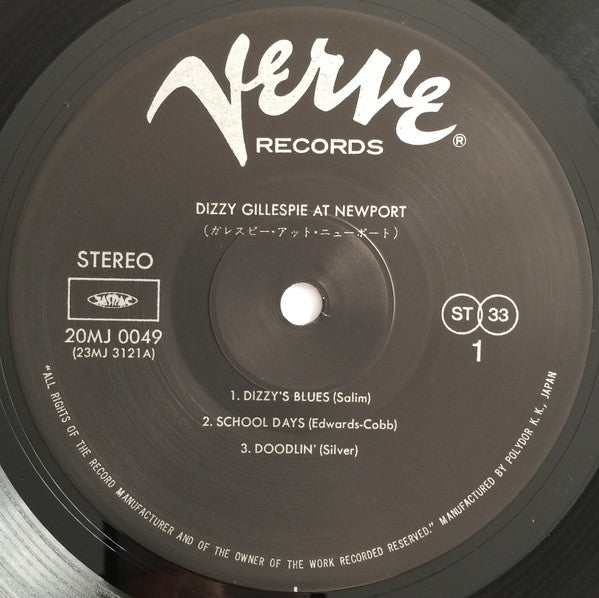 Verve
RECORDS ®
DIZZY GILLESPIE AT NEWPORT
(ガレスピー・アット・ニューポート)
STEREO
JASRAC
20MJ 0049
(23MJ 3121A)
ST 33
1
1. DIZZY'S BLUES (Salim)
2. SCHOOL DAYS (Edwards-Cobb)
3. DOODLIN' (Silver)
"ALL RIGHTS OF THE RECORD MANUFACTURER AND OF THE OWNER OF THE WORK RECORDED RESERVED." MANUFACTURED BY POLYDOR K. K., JAPAN